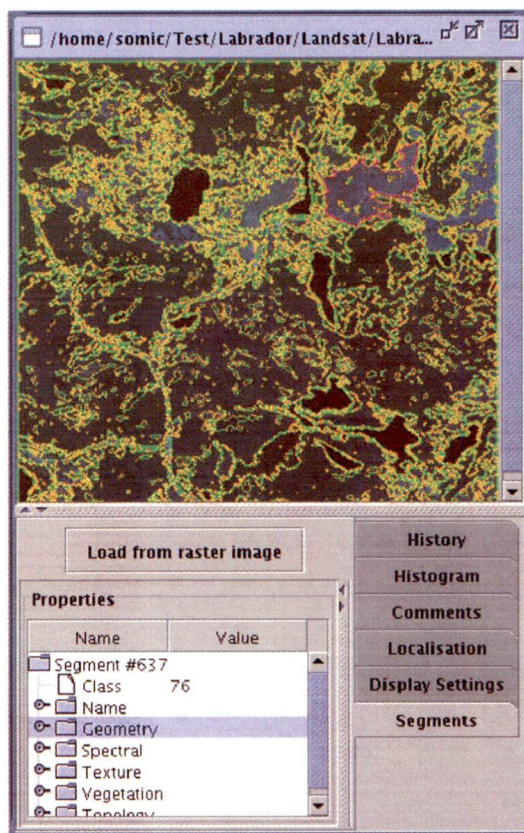 /home/somic/Test/Labrador/Landsat/Labra...
Load from raster image
Properties
Name Value
Segment #637
Class 76
Name
Geometry
Spectral
Texture
Vegetation
Topology
History
Histogram
Comments
Localisation
Display Settings
Segments